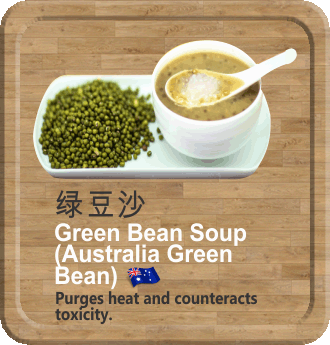 绿豆沙
Green Bean Soup
(Australia Green
Bean)
Purges heat and counteracts
toxicity.